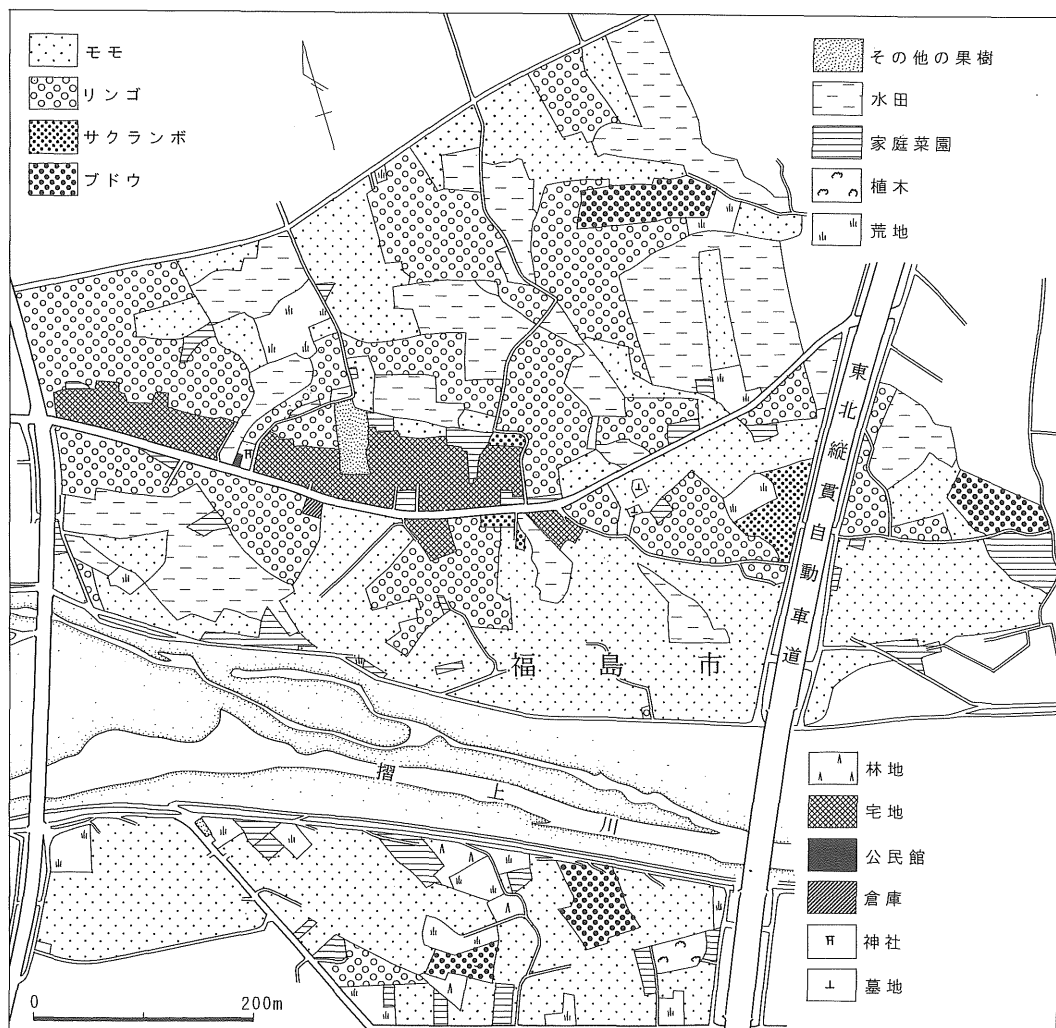 モモ
リンゴ
サクランボ
ブドウ
その他の果樹
水田
家庭菜園
植木
荒地
東北縦貫自動車道
福島市
摺上川
林地
宅地
公民館
倉庫
神社
墓地
0 200m